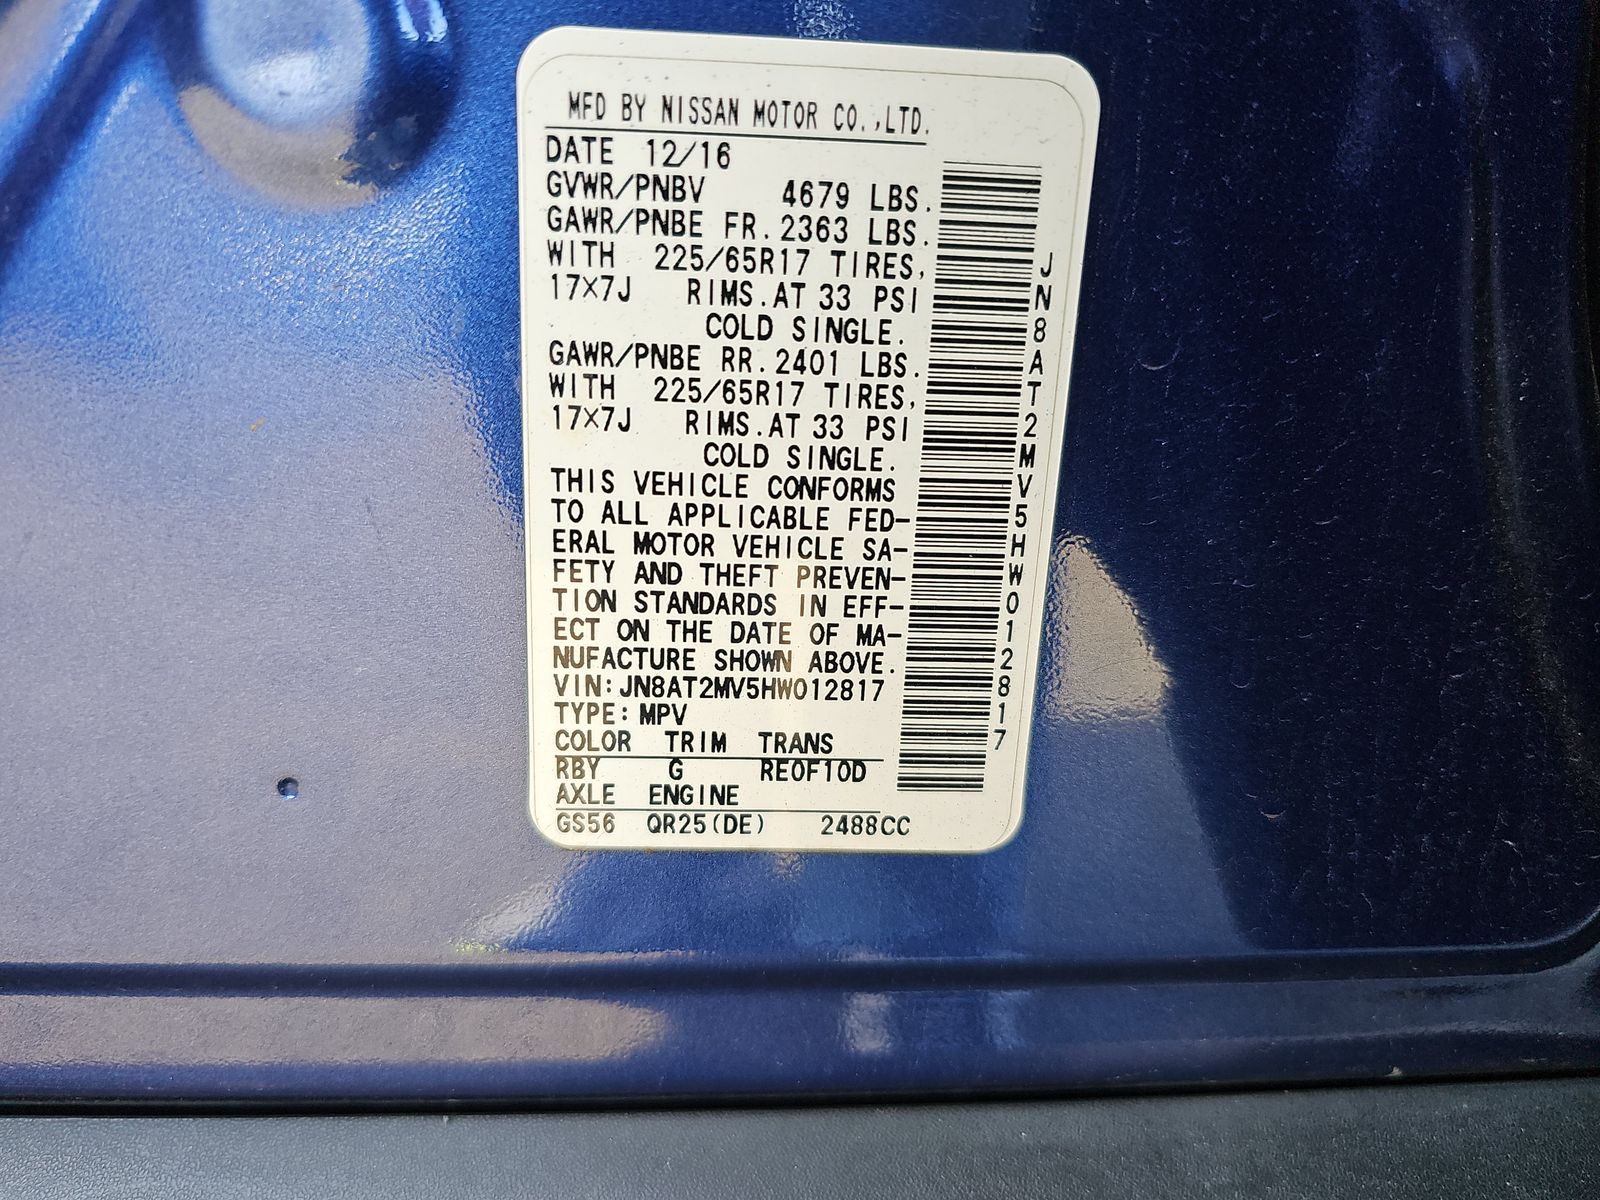 MFD BY NISSAN MOTOR CO.,LTD.
DATE 12/16
GVWR/PNBV 4679 LBS.
GAWR/PNBE FR. 2363 LBS.
WITH 225/65R17 TIRES,
17X7J RIMS. AT 33 PSI
COLD SINGLE.
GAWR/PNBE RR. 2401 LBS.
WITH 225/65R17 TIRES,
17X7J RIMS. AT 33 PSI
COLD SINGLE.
THIS VEHICLE CONFORMS
TO ALL APPLICABLE FED-
ERAL MOTOR VEHICLE SA-
FETY AND THEFT PREVEN-
TION STANDARDS IN EFF-
ECT ON THE DATE OF MA-
NUFACTURE SHOWN ABOVE.
VIN: JN8AT2MV5HW012817
TYPE: MPV
COLOR TRIM TRANS
RBY G RE0F10D
AXLE ENGINE
GS56 QR25(DE) 2488CC
JN8AT2MV5HW012817